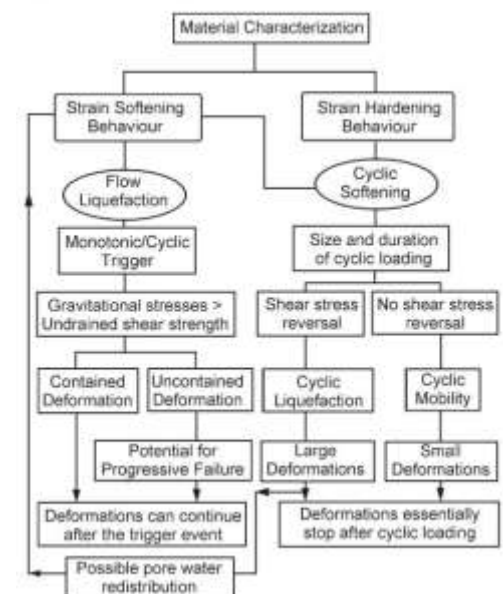 Material Characterization
Strain Softening
Behaviour
Strain Hardening
Behaviour
Flow
Liquefaction
Cyclic
Softening
Monotonic/Cyclic
Trigger
Size and duration
of cyclic loading
Gravitational stresses >
Undrained shear strength
Shear stress
reversal
No shear stress
reversal
Contained
Deformation
Uncontained
Deformation
Cyclic
Liquefaction
Cyclic
Mobility
Potential for
Progressive Failure
Large
Deformations
Small
Deformations
Deformations can continue
after the trigger event
Deformations essentially
stop after cyclic loading
Possible pore water
redistribution